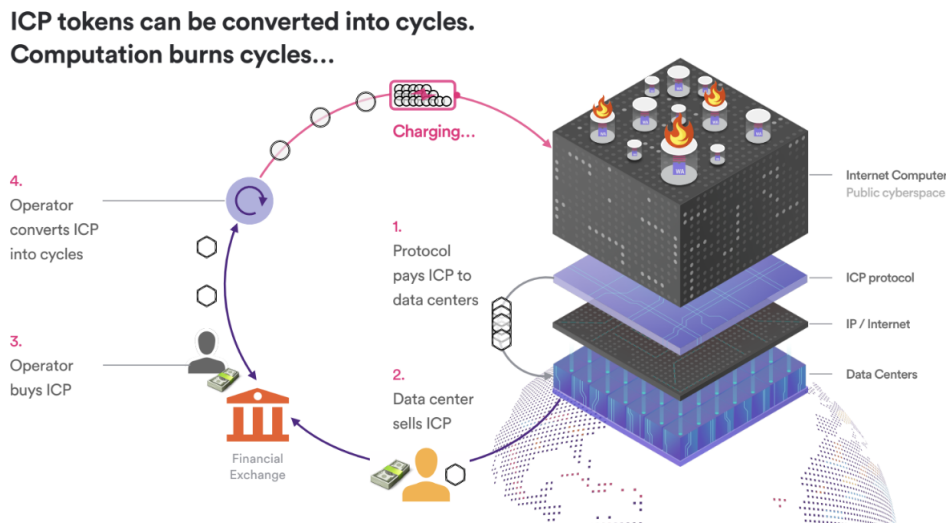 ICP tokens can be converted into cycles.
Computation burns cycles...
Charging...
4.
Operator
converts ICP
into cycles
1.
Protocol
pays ICP to
data centers
3.
Operator
buys ICP
2.
Data center
sells ICP
Financial
Exchange
Internet Computer
Public cyberspace
ICP protocol
IP / Internet
Data Centers
WA